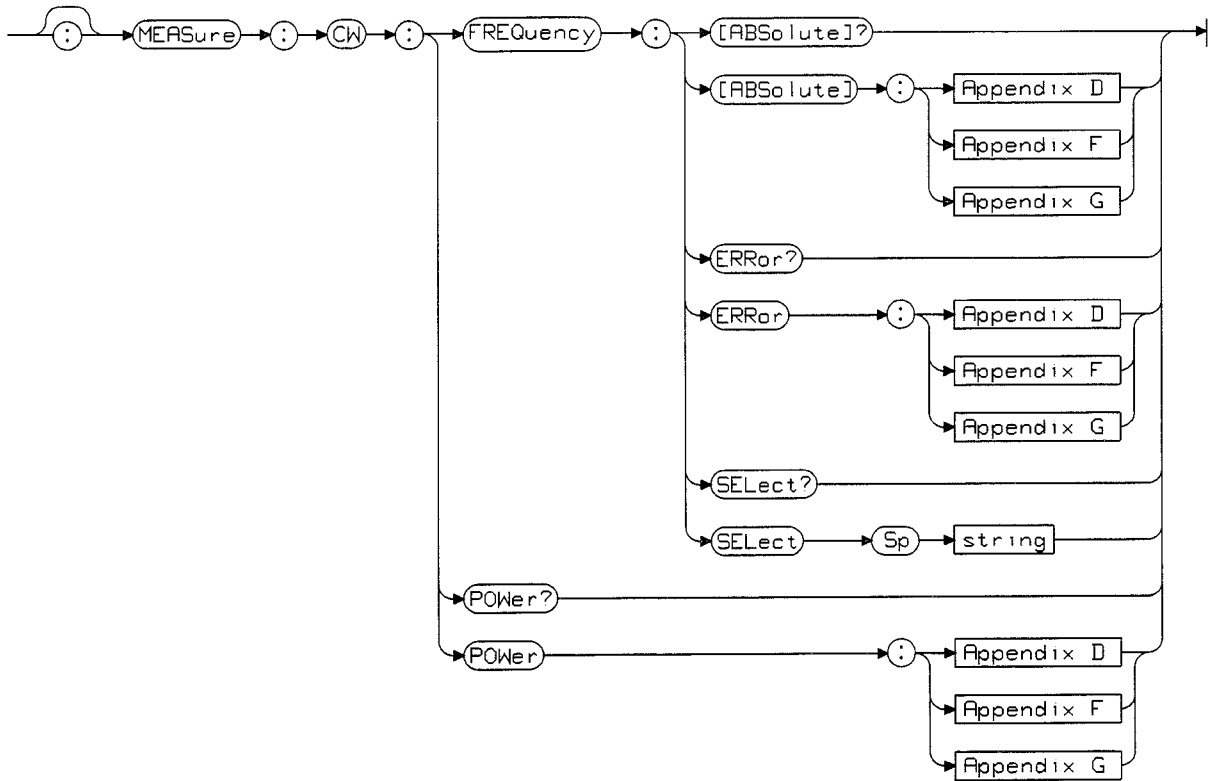 : MEASure : CW : FREQuency : [ABSolute]?
[ABSolute] : Appendix D
Appendix F
Appendix G
ERRor?
ERRor : Appendix D
Appendix F
Appendix G
SELect?
SELect Sp string
POWer?
POWer : Appendix D
Appendix F
Appendix G